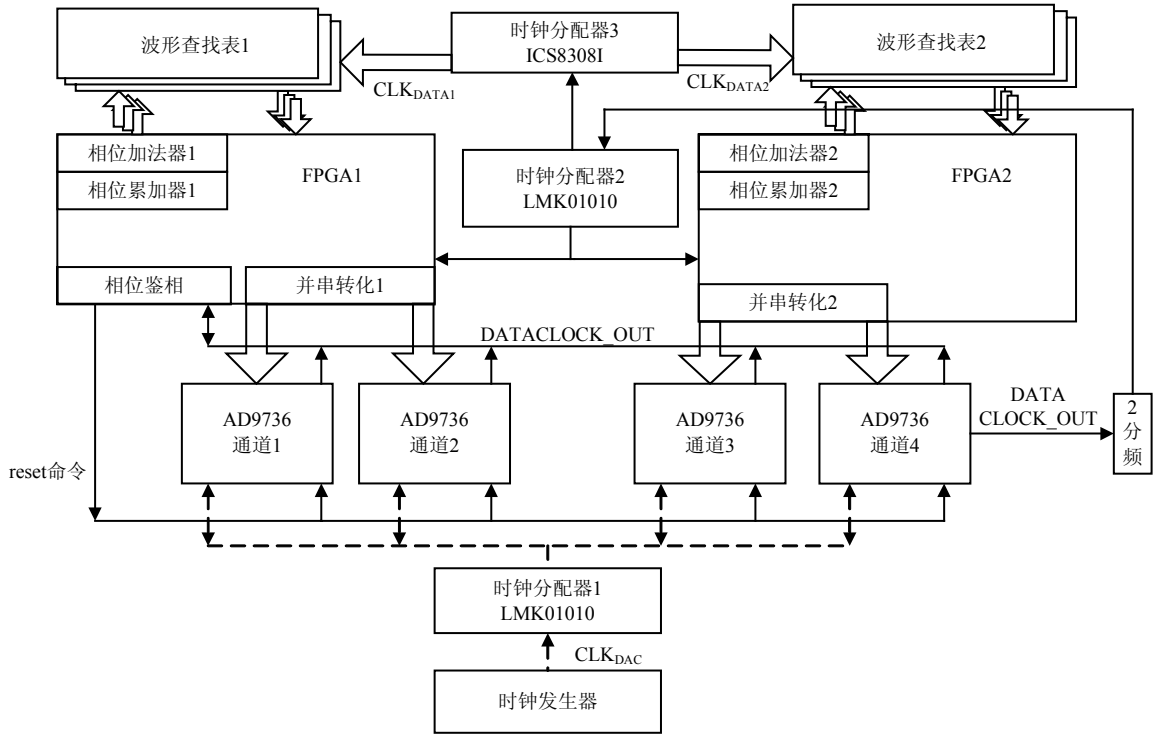 波形查找表1
时钟分配器3
ICS8308I
波形查找表2
CLKDATA1
CLKDATA2
相位加法器1
相位累加器1
FPGA1
时钟分配器2
LMK01010
相位加法器2
相位累加器2
FPGA2
相位鉴相
并串转化1
并串转化2
DATACLOCK_OUT
AD9736
通道1
AD9736
通道2
AD9736
通道3
AD9736
通道4
DATA
CLOCK_OUT
2
分
频
reset命令
时钟分配器1
LMK01010
CLKDAC
时钟发生器